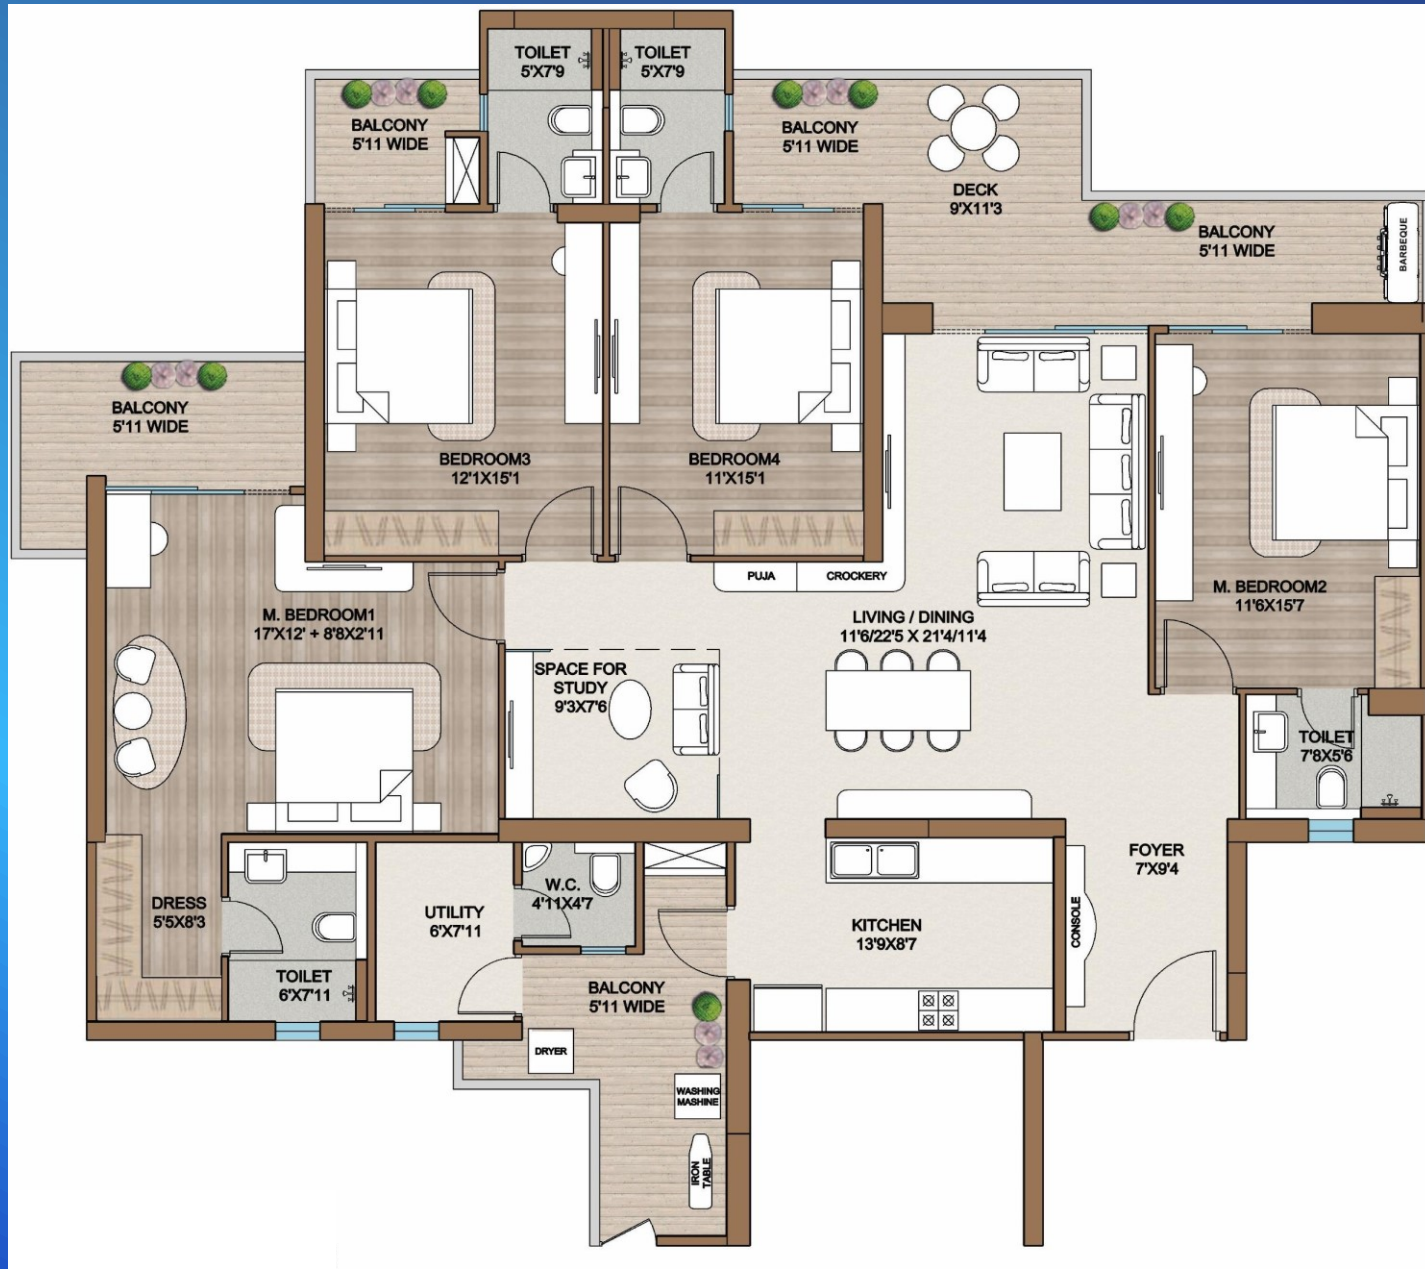 TOILET
5'X7'9
TOILET
5'X7'9
BALCONY
5'11 WIDE
BALCONY
5'11 WIDE
DECK
9'X11'3
BALCONY
5'11 WIDE
BARBEQUE
BALCONY
5'11 WIDE
BEDROOM3
12'1X15'1
BEDROOM4
11'X15'1
PUJA
CROCKERY
M. BEDROOM1
17'X12' + 8'8X2'11
LIVING / DINING
11'6/22'5 X 21'4/11'4
M. BEDROOM2
11'6X15'7
SPACE FOR
STUDY
9'3X7'6
TOILET
7'8X5'6
DRESS
5'5X8'3
UTILITY
6'X7'11
W.C.
4'11X4'7
KITCHEN
13'9X8'7
CONSOLE
FOYER
7'X9'4
TOILET
6'X7'11
BALCONY
5'11 WIDE
DRYER
WASHING
MASHINE
IRON
TABLE